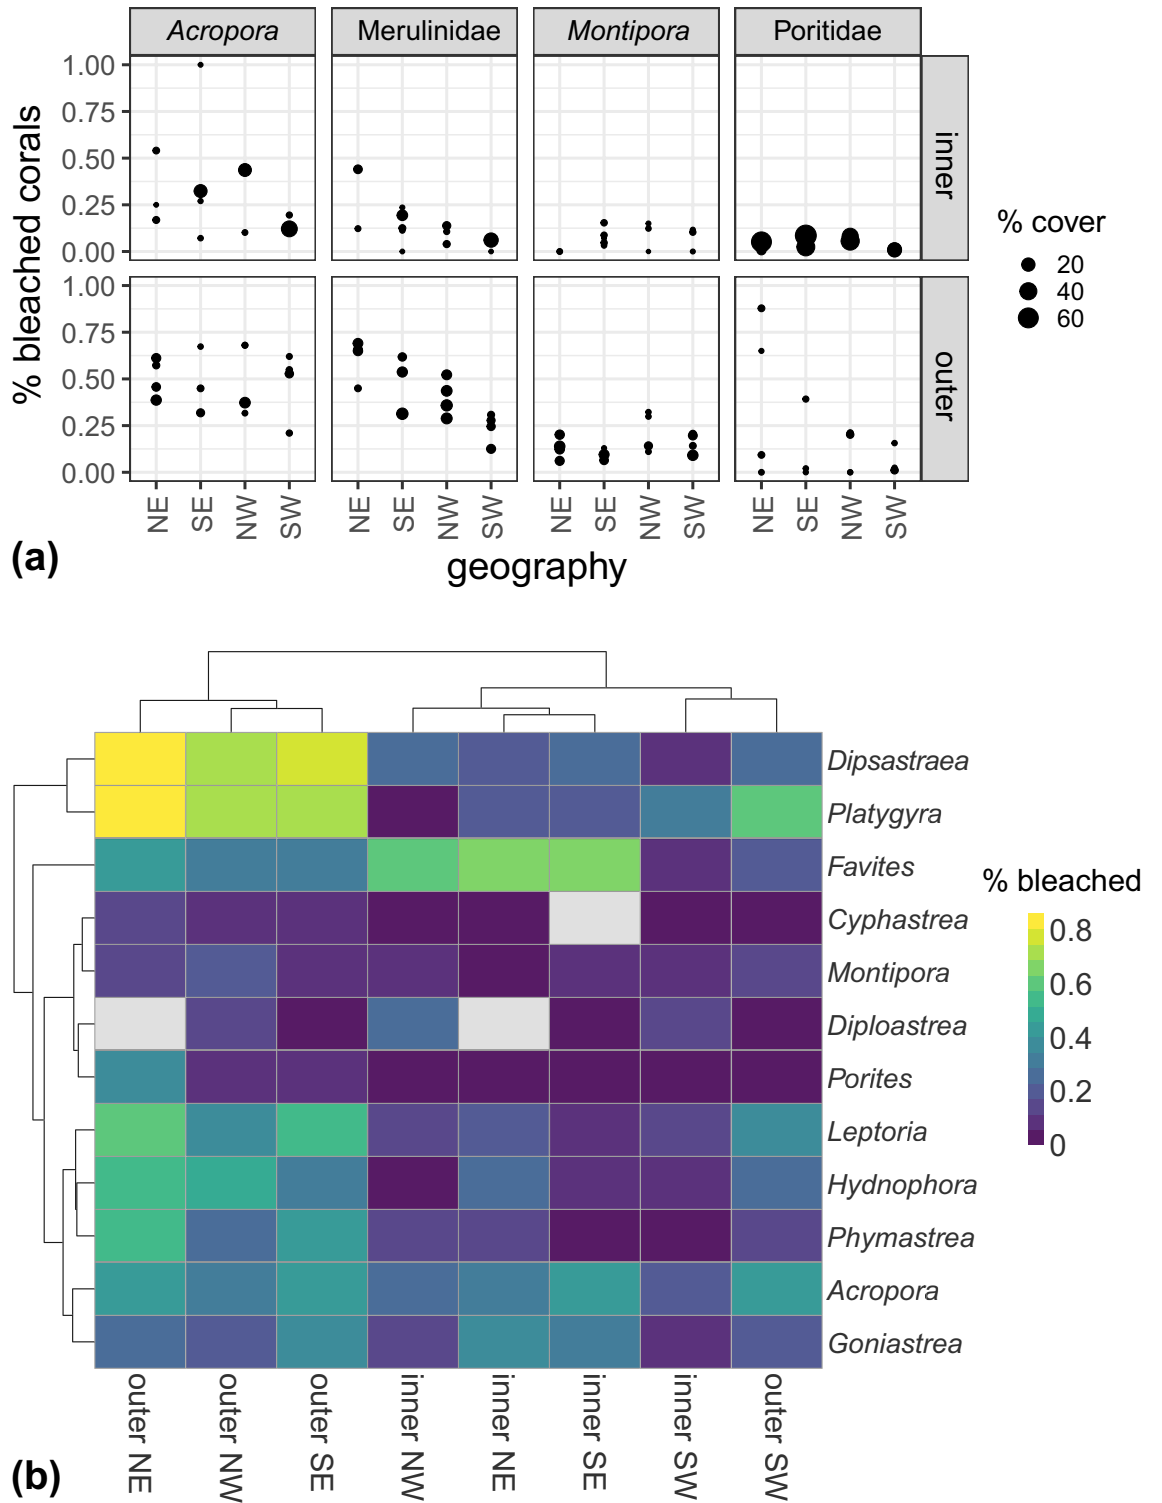 Acropora Merulinidae Montipora Poritidae
% bleached corals
1.00
0.75
0.50
0.25
0.00
inner
% bleached corals
1.00
0.75
0.50
0.25
0.00
outer
% cover
20
40
60
NE SE NW SW NE SE NW SW NE SE NW SW NE SE NW SW
geography
(a)
Dipsastraea
Platygyra
Favites
Cyphastrea
Montipora
Diploastrea
Porites
Leptoria
Hydnophora
Phymastrea
Acropora
Goniastrea
% bleached
0.8
0.6
0.4
0.2
0
outer NE
outer NW
outer SE
inner NW
inner NE
inner SE
inner SW
outer SW
(b)